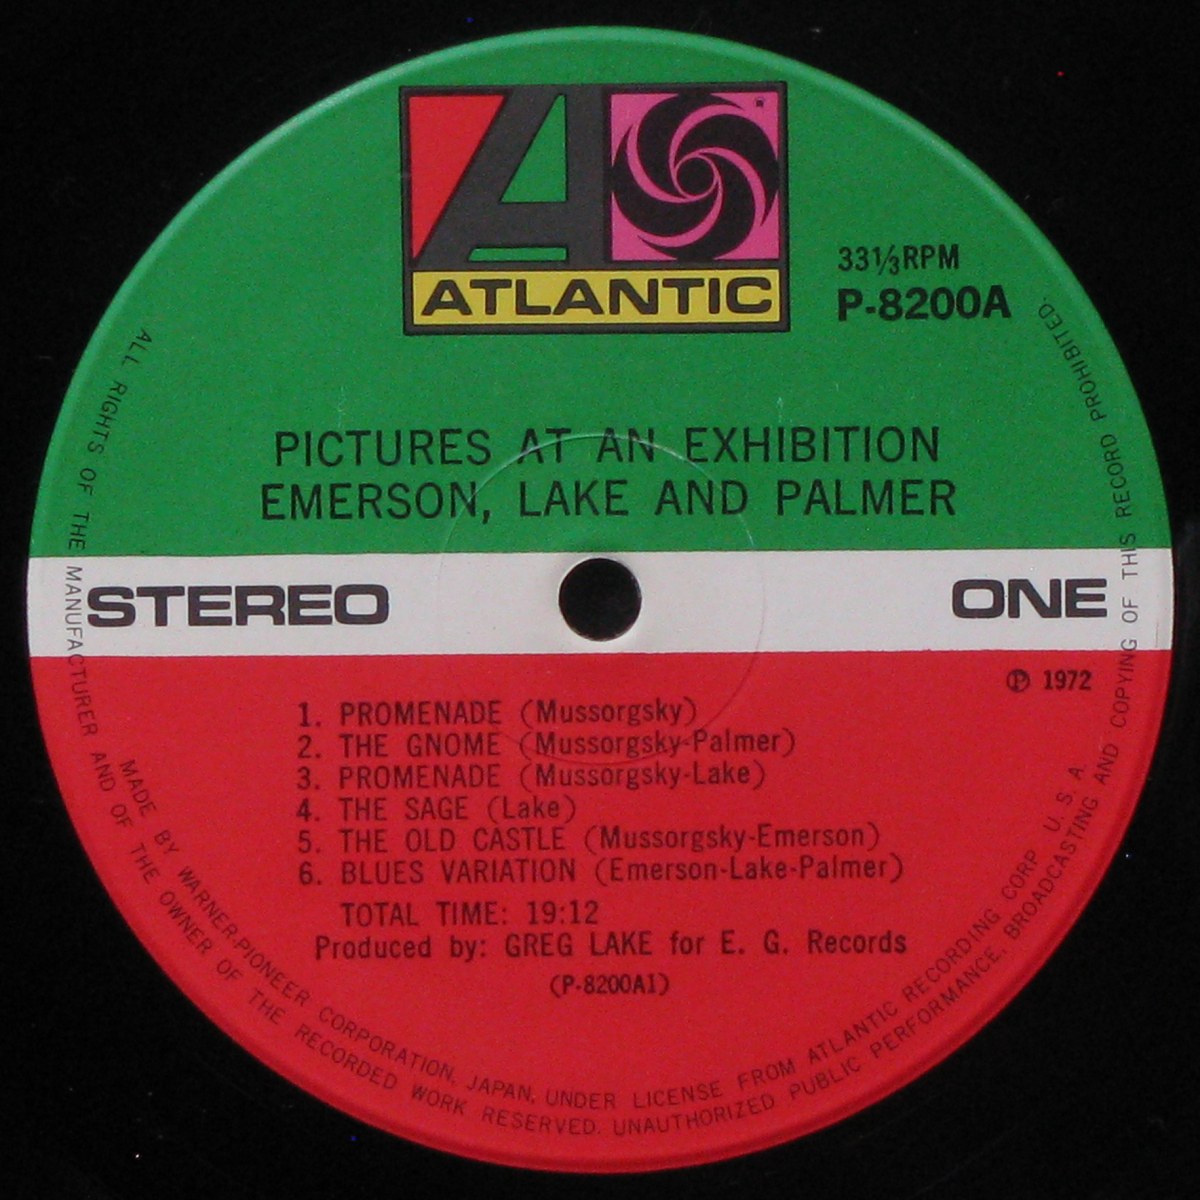 ATLANTIC
33⅓RPM
P-8200A
PICTURES AT AN EXHIBITION
EMERSON, LAKE AND PALMER
STEREO
ONE
℗ 1972
1. PROMENADE (Mussorgsky)
2. THE GNOME (Mussorgsky-Palmer)
3. PROMENADE (Mussorgsky-Lake)
4. THE SAGE (Lake)
5. THE OLD CASTLE (Mussorgsky-Emerson)
6. BLUES VARIATION (Emerson-Lake-Palmer)
TOTAL TIME: 19:12
Produced by: GREG LAKE for E. G. Records
(P-8200A1)
MADE BY WARNER-PIONEER CORPORATION, JAPAN, UNDER LICENSE FROM ATLANTIC RECORDING CORP. U. S. A.
ALL RIGHTS OF THE MANUFACTURER AND OF THE OWNER OF THE RECORDED WORK RESERVED. UNAUTHORIZED PUBLIC PERFORMANCE, BROADCASTING AND COPYING OF THIS RECORD PROHIBITED.